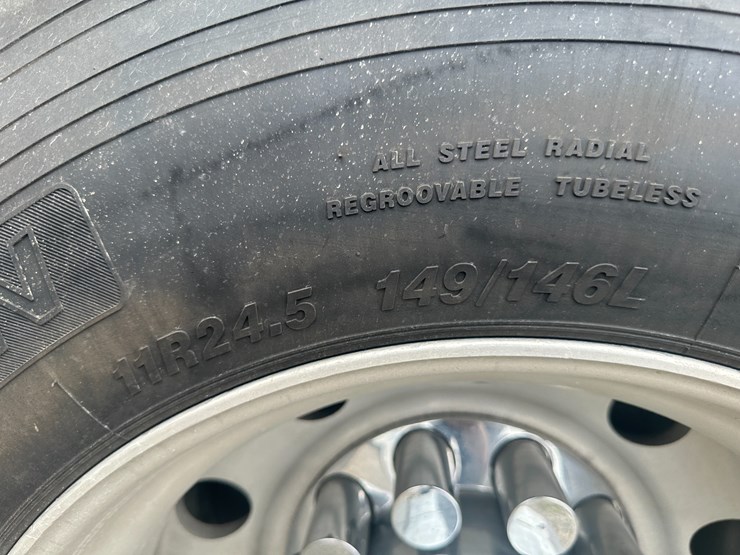 ALL STEEL RADIAL
REGROOVABLE TUBELESS
11R24.5 149/146L
N